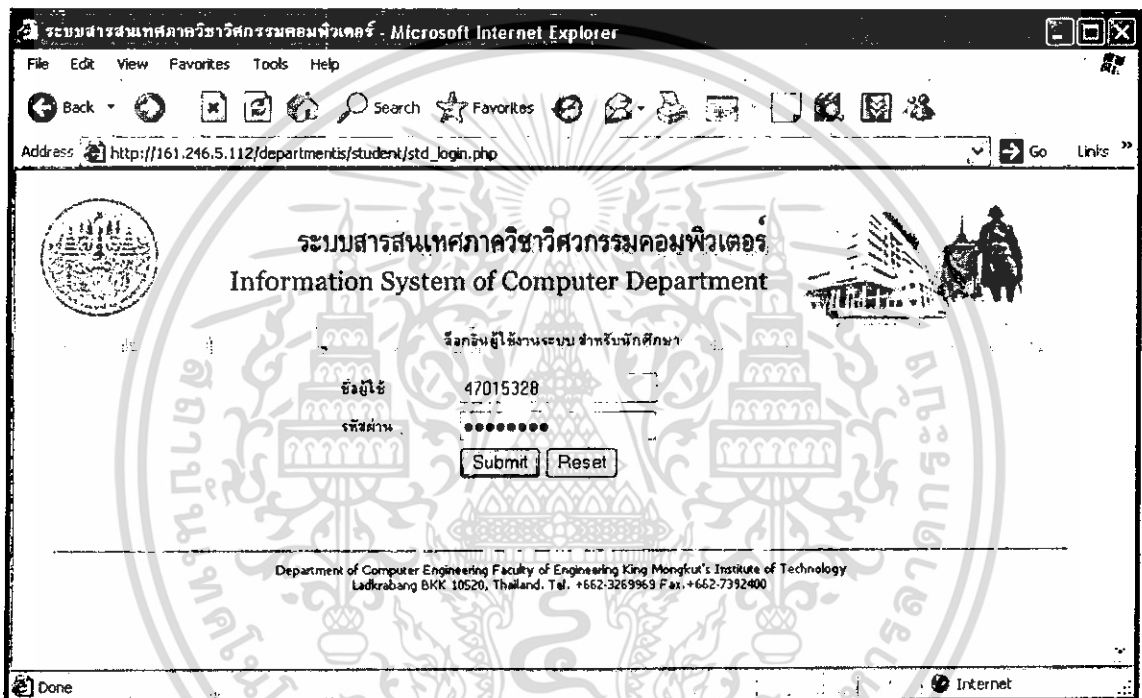 ระบบสารสนเทศภาควิชาวิศวกรรมคอมพิวเตอร์ - Microsoft Internet Explorer
File Edit View Favorites Tools Help
Back Search Favorites
Address http://161.246.5.112/departmentis/student/std_login.php Go Links »
ระบบสารสนเทศภาควิชาวิศวกรรมคอมพิวเตอร์
Information System of Computer Department
ล็อกอินผู้ใช้งานระบบ สำหรับนักศึกษา
ชื่อผู้ใช้ 47015328
รหัสผ่าน ●●●●●●●●
Submit Reset
Department of Computer Engineering Faculty of Engineering King Mongkut's Institute of Technology
Ladkrabang BKK 10520, Thailand. Tel. +662-3269969 Fax.+662-7392400
Done Internet